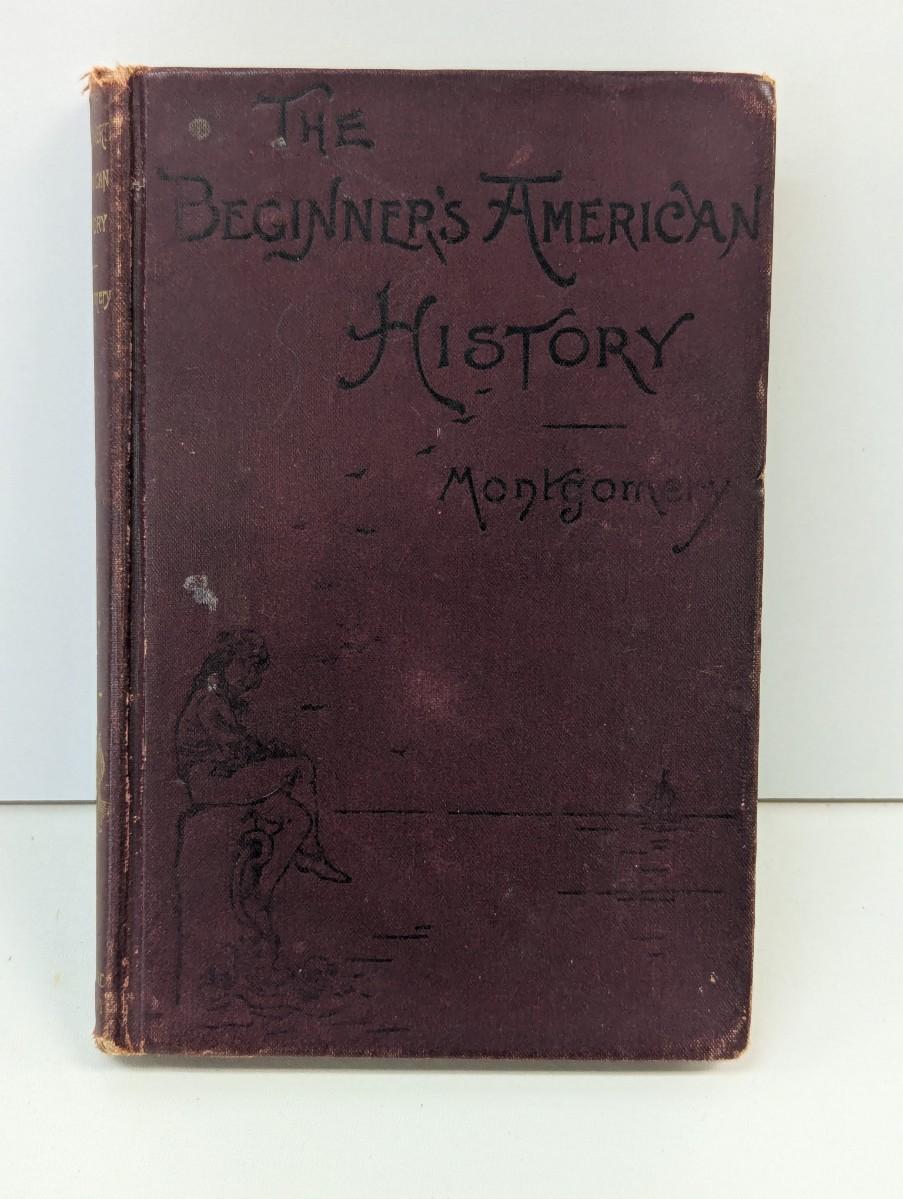 The
Beginner's American
History
Montgomery